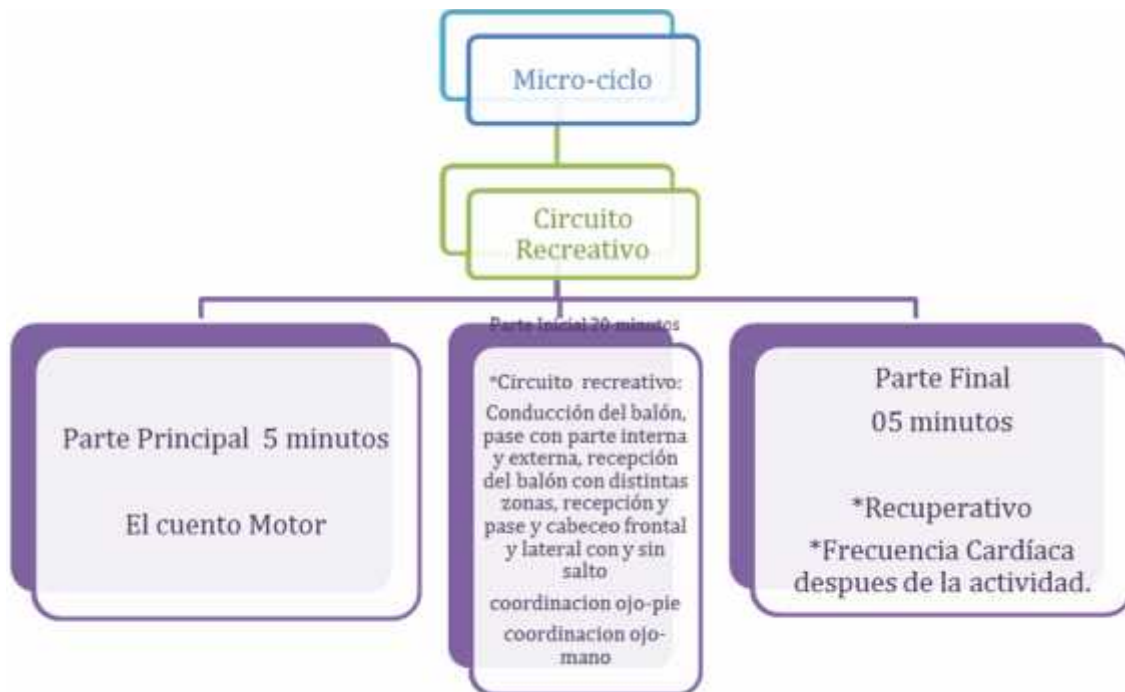 Micro-ciclo
Circuito
Recreativo
Parte Principal 5 minutos
El cuento Motor
Parte Inicial 20 minutos
*Circuito recreativo:
Conducción del balón,
pase con parte interna
y externa, recepción
del balón con distintas
zonas, recepción y
pase y cabeceo frontal
y lateral con y sin
salto
coordinacion ojo-pie
coordinacion ojo-
mano
Parte Final
05 minutos
*Recuperativo
*Frecuencia Cardíaca
despues de la actividad.